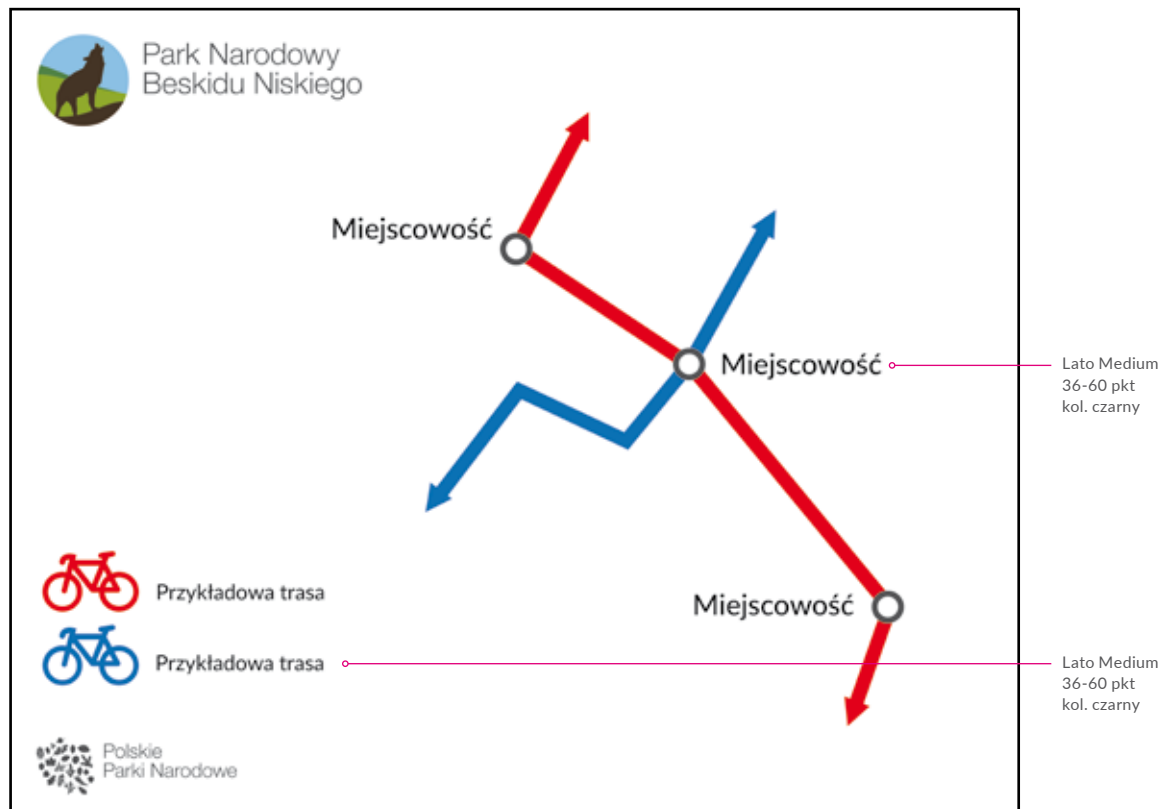 Park Narodowy
Beskidu Niskiego
Miejscowość
Miejscowość
Lato Medium
36-60 pkt
kol. czarny
Miejscowość
Przykładowa trasa
Przykładowa trasa
Lato Medium
36-60 pkt
kol. czarny
Polskie
Parki Narodowe